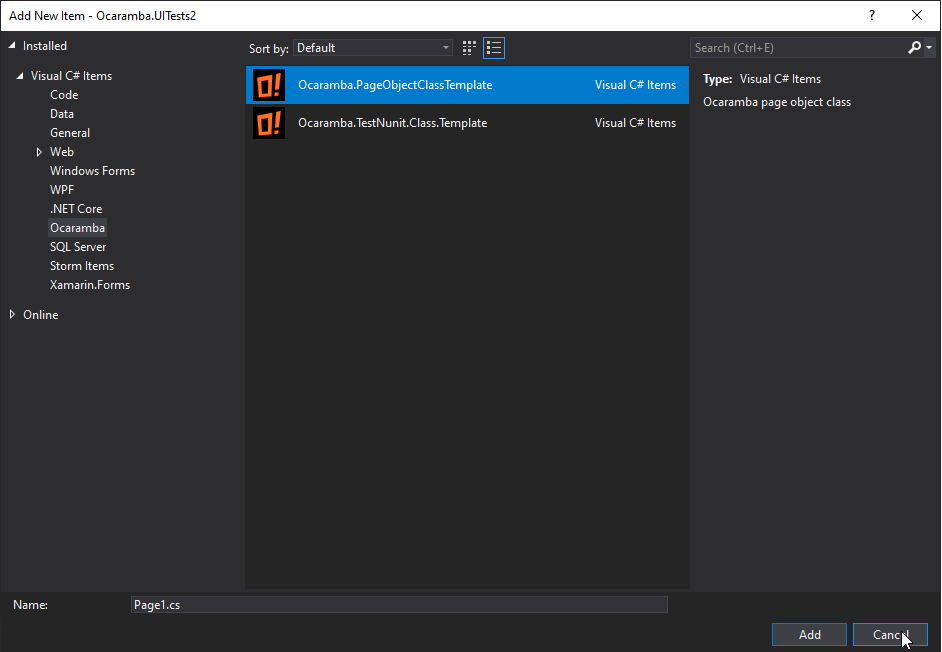 Add New Item - Ocaramba.UITests2
?
Installed
Sort by: Default
Search (Ctrl+E)
Visual C# Items
Code
Data
General
Web
Windows Forms
WPF
.NET Core
Ocaramba
SQL Server
Storm Items
Xamarin.Forms
Online
O! Ocaramba.PageObjectClassTemplate Visual C# Items
O! Ocaramba.TestNunit.Class.Template Visual C# Items
Type: Visual C# Items
Ocaramba page object class
Name: Page1.cs
Add Cancel